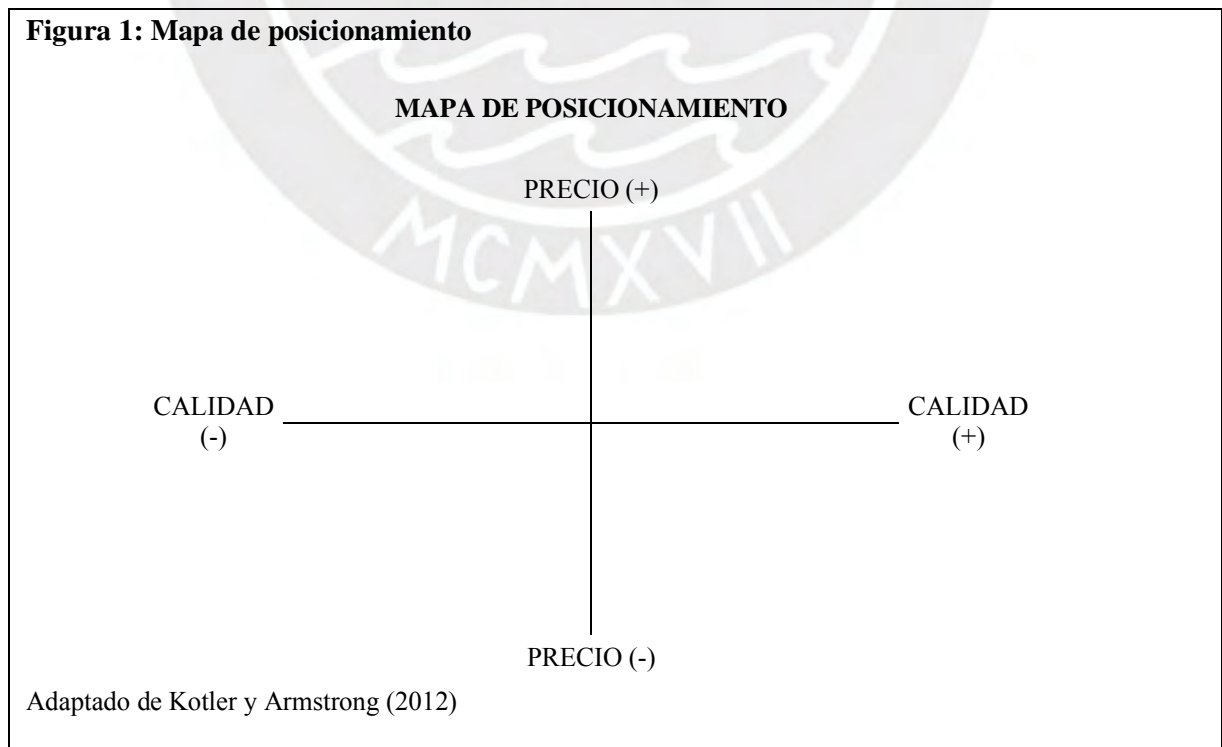 Figura 1: Mapa de posicionamiento
MAPA DE POSICIONAMIENTO
PRECIO (+)
MCMXVII
CALIDAD
(-)
CALIDAD
(+)
PRECIO (-)
Adaptado de Kotler y Armstrong (2012)